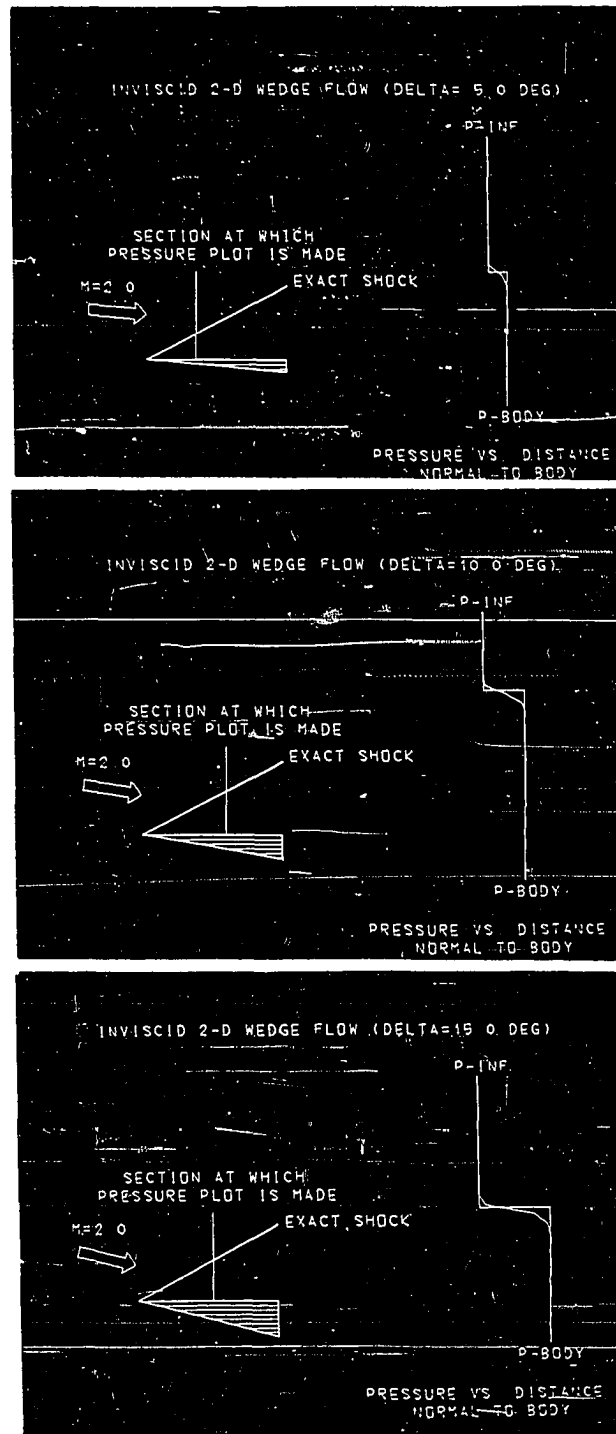 INVISCID 2-D WEDGE FLOW (DELTA= 5.0 DEG)
P-INF
SECTION AT WHICH
PRESSURE PLOT IS MADE
EXACT SHOCK
M=2.0
P-BODY
PRESSURE VS. DISTANCE
NORMAL TO BODY
INVISCID 2-D WEDGE FLOW (DELTA=10.0 DEG)
P-INF
SECTION AT WHICH
PRESSURE PLOT IS MADE
EXACT SHOCK
M=2.0
P-BODY
PRESSURE VS. DISTANCE
NORMAL TO BODY
INVISCID 2-D WEDGE FLOW (DELTA=15.0 DEG)
P-INF
SECTION AT WHICH
PRESSURE PLOT IS MADE
EXACT SHOCK
M=2.0
P-BODY
PRESSURE VS. DISTANCE
NORMAL TO BODY